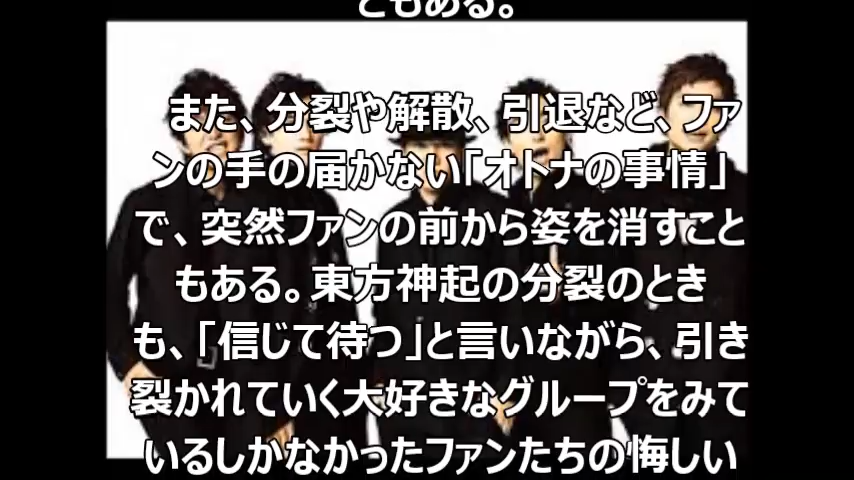 ともある。
また、分裂や解散、引退など、ファ
ンの手の届かない「オトナの事情」
で、突然ファンの前から姿を消すこと
もある。東方神起の分裂のとき
も、「信じて待つ」と言いながら、引き
裂かれていく大好きなグループをみて
いるしかなかったファンたちの悔しい